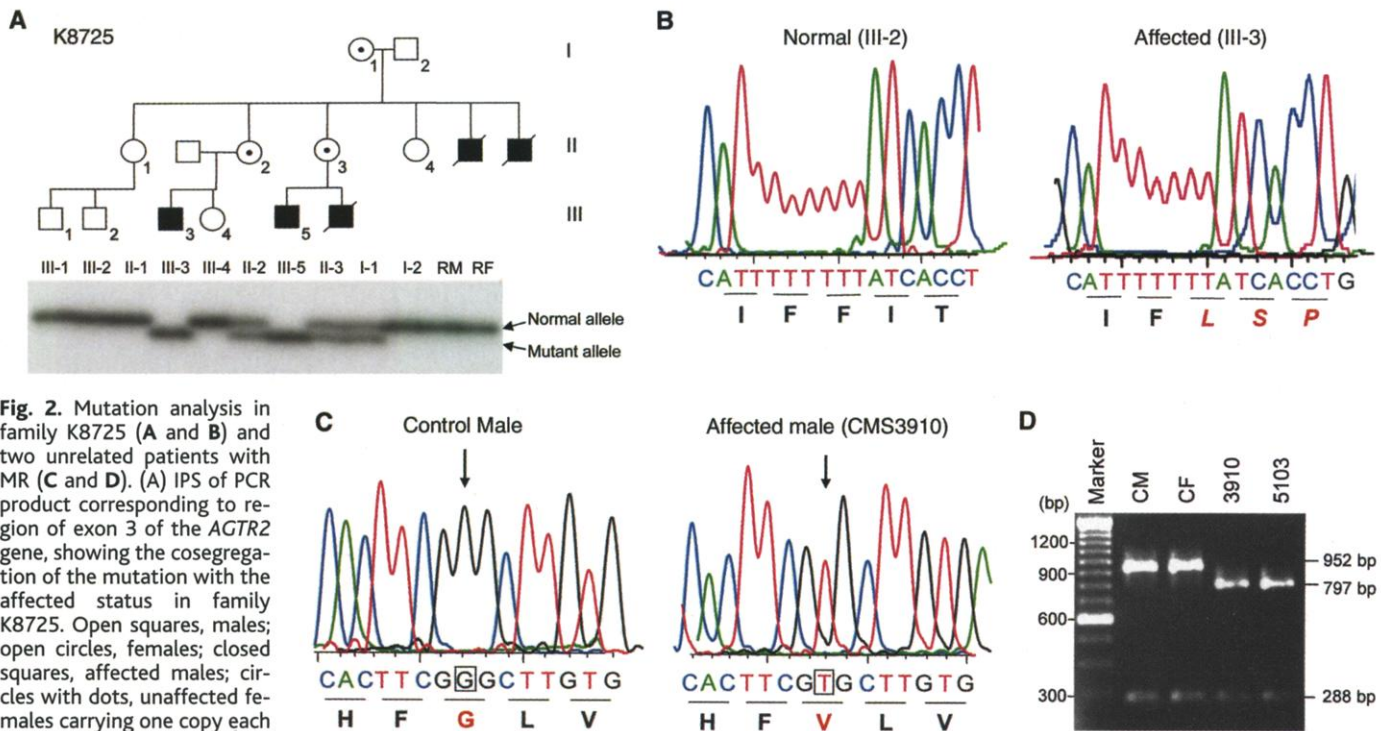 A
K8725
1
2
I
1
2
3
4
II
1
2
3
4
5
III
III-1 III-2 II-1 III-3 III-4 II-2 III-5 II-3 I-1 I-2 RM RF
Normal allele
Mutant allele
B
Normal (III-2)
CATTTTTTTTATCACCT
I F F I T
Affected (III-3)
CATTTTTTTATCACCTG
I F L S P
Fig. 2. Mutation analysis in
family K8725 (A and B) and
two unrelated patients with
MR (C and D). (A) IPS of PCR
product corresponding to re-
gion of exon 3 of the AGTR2
gene, showing the cosegrega-
tion of the mutation with the
affected status in family
K8725. Open squares, males;
open circles, females; closed
squares, affected males; cir-
cles with dots, unaffected fe-
males carrying one copy each
C
Control Male
CACTTCGGGCTTGTG
H F G L V
Affected male (CMS3910)
CACTTCGTGCTTGTG
H F V L V
D
(bp)
Marker
CM
CF
3910
5103
1200
900
600
300
952 bp
797 bp
288 bp